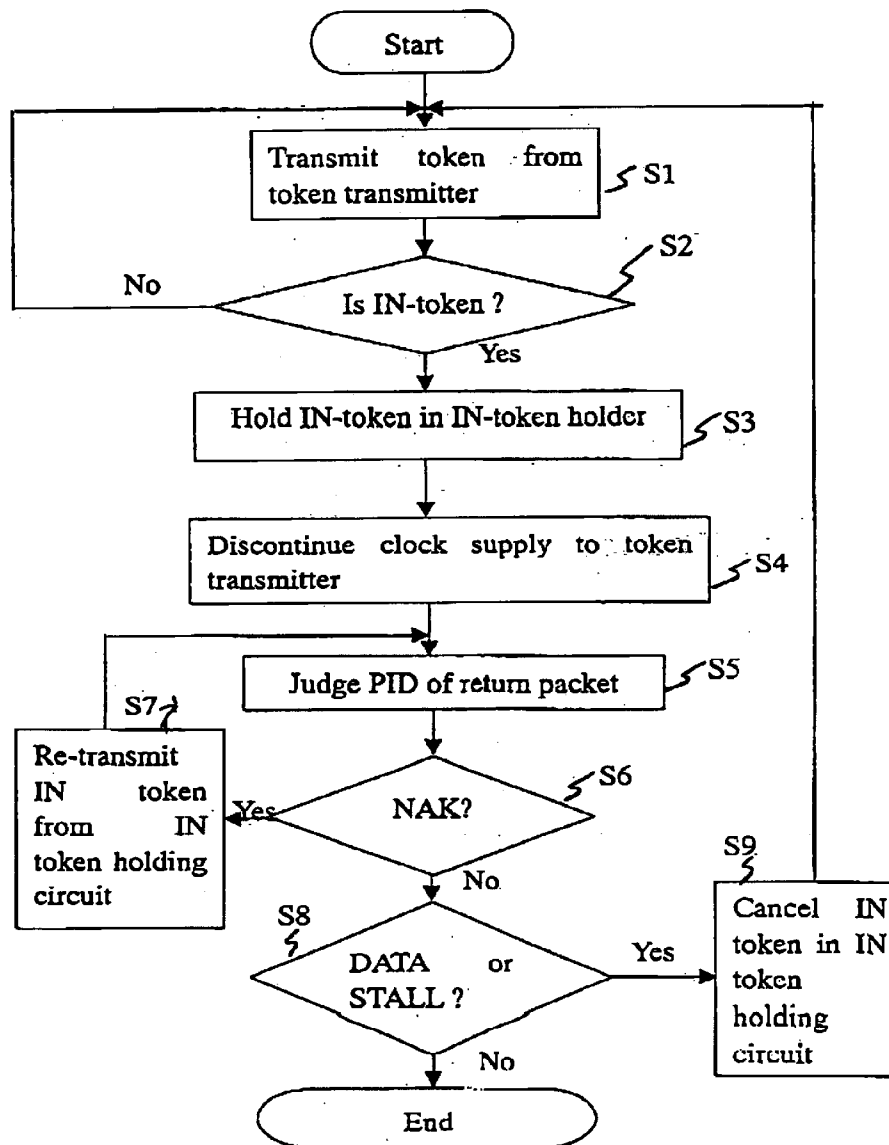 Start
Transmit token from
token transmitter
S1
S2
No
Is IN-token ?
Yes
Hold IN-token in IN-token holder
S3
Discontinue clock supply to token
transmitter
S4
Judge PID of return packet
S5
S7
Re-transmit
IN token
from IN
token holding
circuit
Yes
NAK?
S6
No
S8
DATA or
STALL ?
Yes
S9
Cancel IN
token in IN
token
holding
circuit
No
End